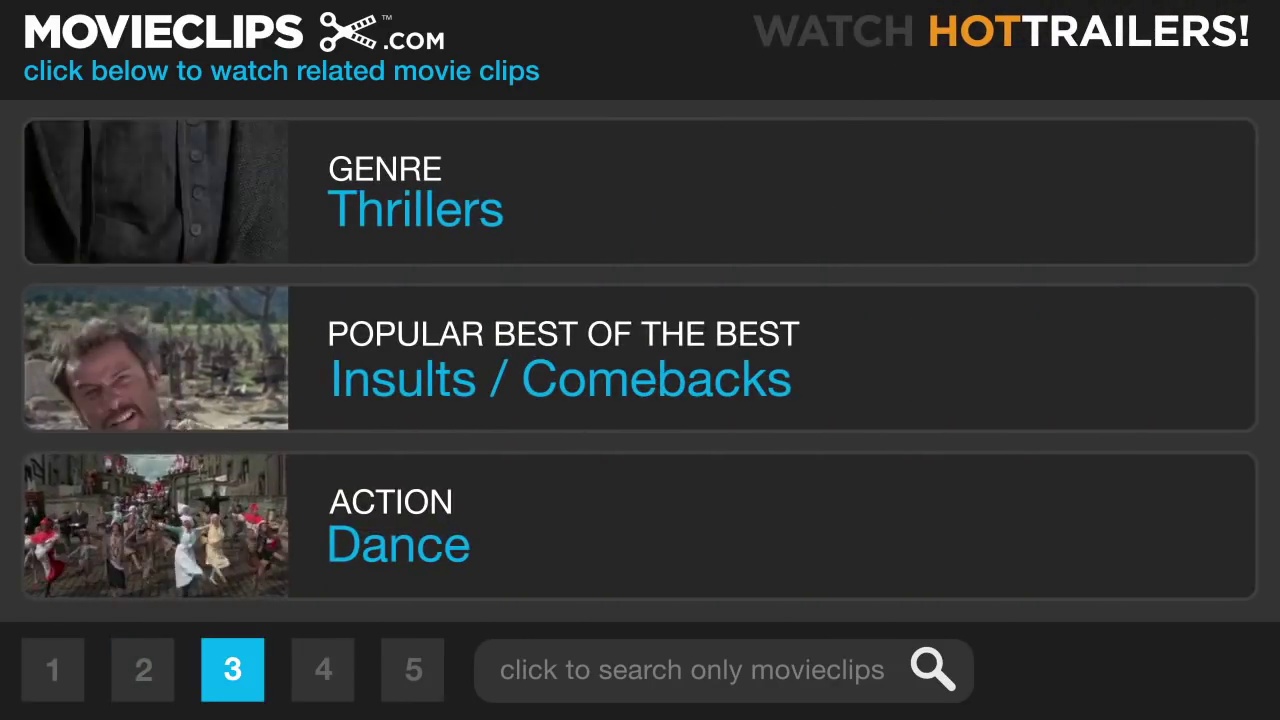 MOVIECLIPS ™ .COM
WATCH HOTTRAILERS!
click below to watch related movie clips
GENRE
Thrillers
POPULAR BEST OF THE BEST
Insults / Comebacks
ACTION
Dance
1 2 3 4 5 click to search only movieclips